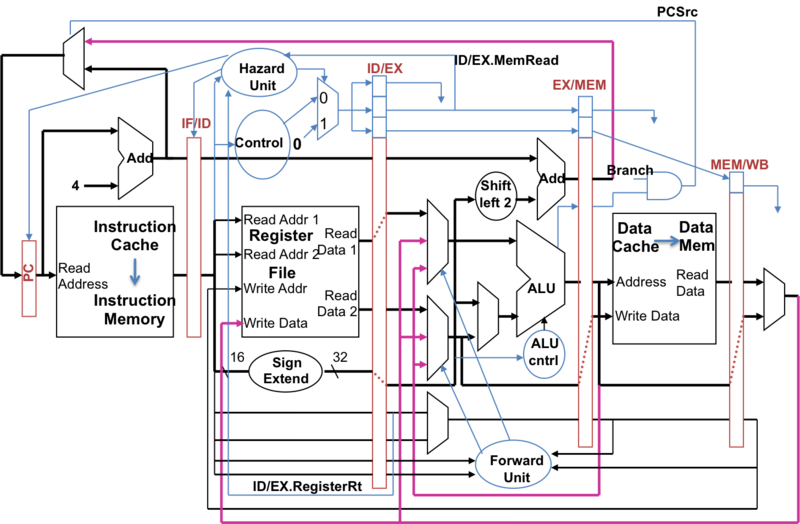 PCSrc
ID/EX.MemRead
Hazard
Unit
ID/EX
EX/MEM
0
1
IF/ID
Control
0
Add
4
Add
Branch
MEM/WB
Shift
left 2
Instruction
Cache
Instruction
Memory
Read
Address
PC
Read Addr 1
Register
Read Addr 2
File
Write Addr
Write Data
Read
Data 1
Read
Data 2
ALU
ALU
cntrl
Data
Cache
Data
Mem
Address
Read
Data
Write Data
16
Sign
Extend
32
Forward
Unit
ID/EX.RegisterRt